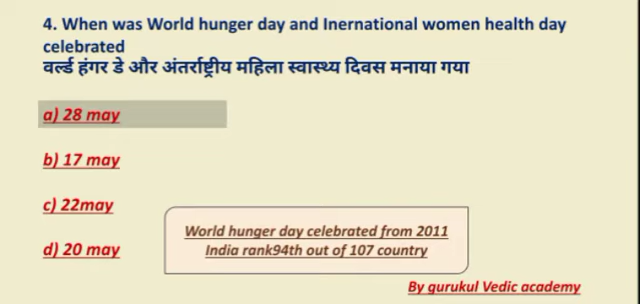 4. When was World hunger day and Inernational women health day
celebrated
वर्ल्ड हंगर डे और अंतर्राष्ट्रीय महिला स्वास्थ्य दिवस मनाया गया
a) 28 may
b) 17 may
c) 22may
d) 20 may
World hunger day celebrated from 2011
India rank94th out of 107 country
By gurukul Vedic academy